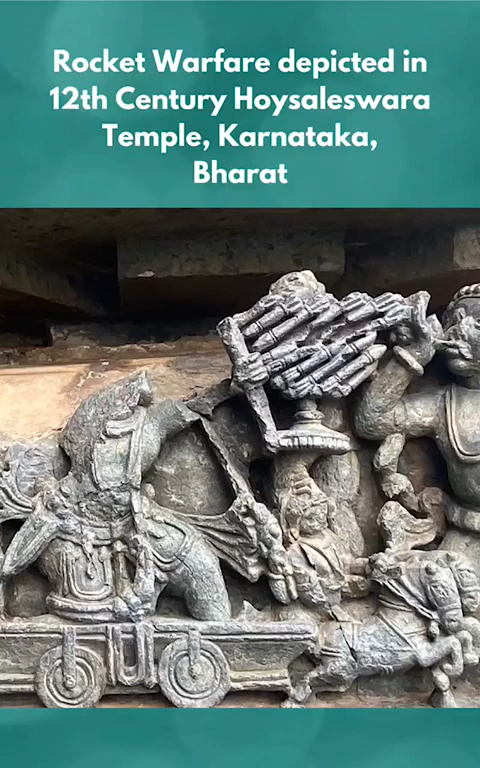 Rocket Warfare depicted in
12th Century Hoysaleswara
Temple, Karnataka,
Bharat